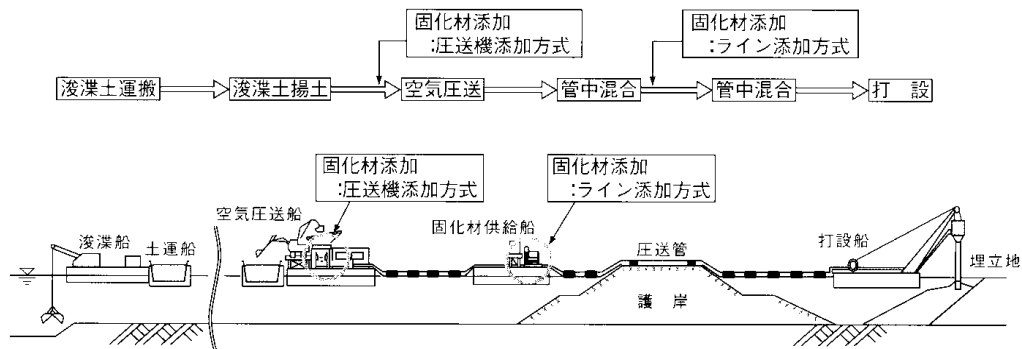 固化材添加
:圧送機添加方式
固化材添加
:ライン添加方式
浚渫土運搬
浚渫土揚土
空気圧送
管中混合
管中混合
打 設
固化材添加
:圧送機添加方式
固化材添加
:ライン添加方式
浚渫船
土運船
空気圧送船
固化材供給船
圧送管
打設船
埋立地
護 岸